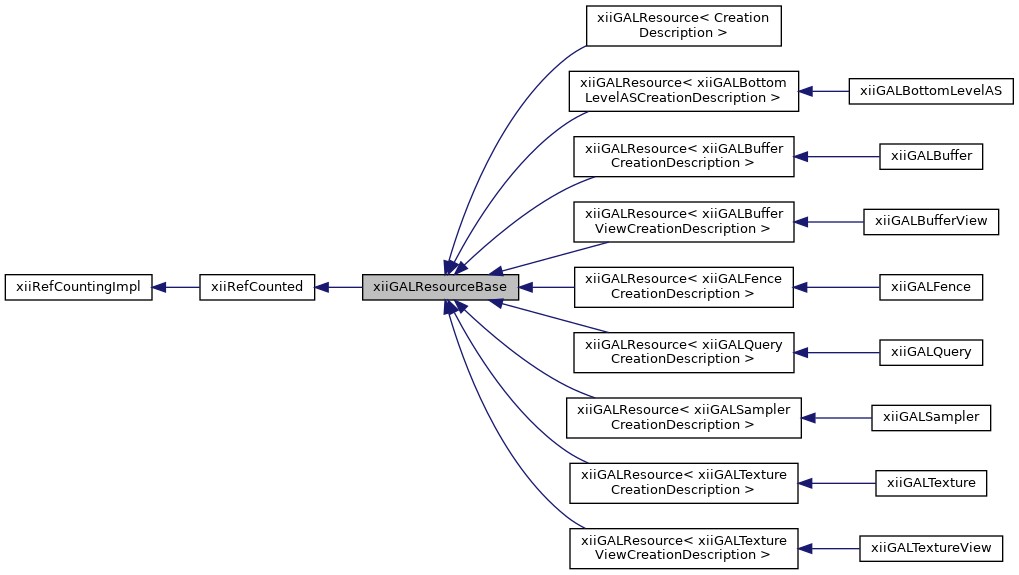 xiiGALResource< Creation
Description >
xiiGALResource< xiiGALBottom
LevelASCreationDescription >
xiiGALBottomLevelAS
xiiGALResource< xiiGALBuffer
CreationDescription >
xiiGALBuffer
xiiGALResource< xiiGALBuffer
ViewCreationDescription >
xiiGALBufferView
xiiRefCountingImpl
xiiRefCounted
xiiGALResourceBase
xiiGALResource< xiiGALFence
CreationDescription >
xiiGALFence
xiiGALResource< xiiGALQuery
CreationDescription >
xiiGALQuery
xiiGALResource< xiiGALSampler
CreationDescription >
xiiGALSampler
xiiGALResource< xiiGALTexture
CreationDescription >
xiiGALTexture
xiiGALResource< xiiGALTexture
ViewCreationDescription >
xiiGALTextureView